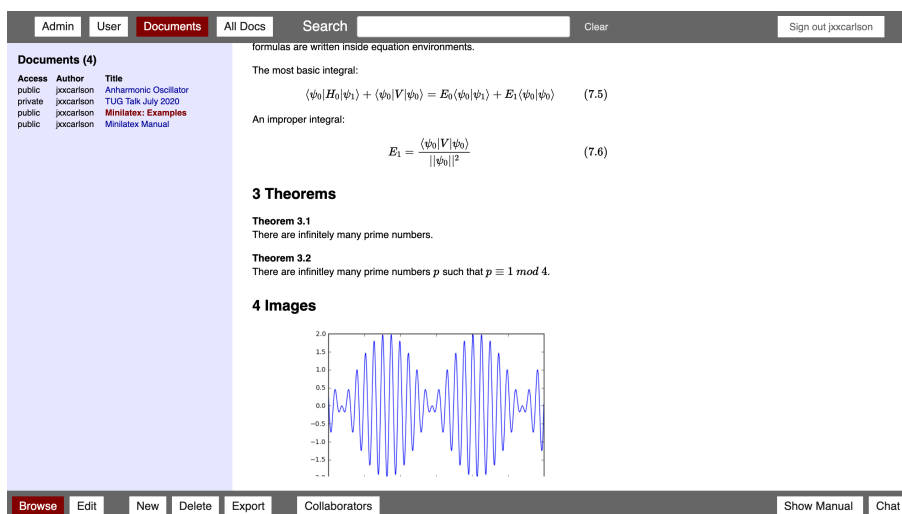 Admin User Documents All Docs Search Clear Sign out jxxcarlson
Documents (4)
Access Author Title
public jxxcarlson Anharmonic Oscillator
private jxxcarlson TUG Talk July 2020
public jxxcarlson Minilatex: Examples
public jxxcarlson Minilatex Manual
formulas are written inside equation environments.
The most basic integral:
⟨ψ₀|H₀|ψ₁⟩ + ⟨ψ₀|V|ψ₀⟩ = E₀⟨ψ₀|ψ₁⟩ + E₁⟨ψ₀|ψ₀⟩ (7.5)
An improper integral:
E₁ = ⟨ψ₀|V|ψ₀⟩ / ||ψ₀||² (7.6)
3 Theorems
Theorem 3.1
There are infinitely many prime numbers.
Theorem 3.2
There are infinitley many prime numbers p such that p ≡ 1 mod 4.
4 Images
2.0
1.5
1.0
0.5
0.0
−0.5
−1.0
−1.5
Browse Edit New Delete Export Collaborators Show Manual Chat